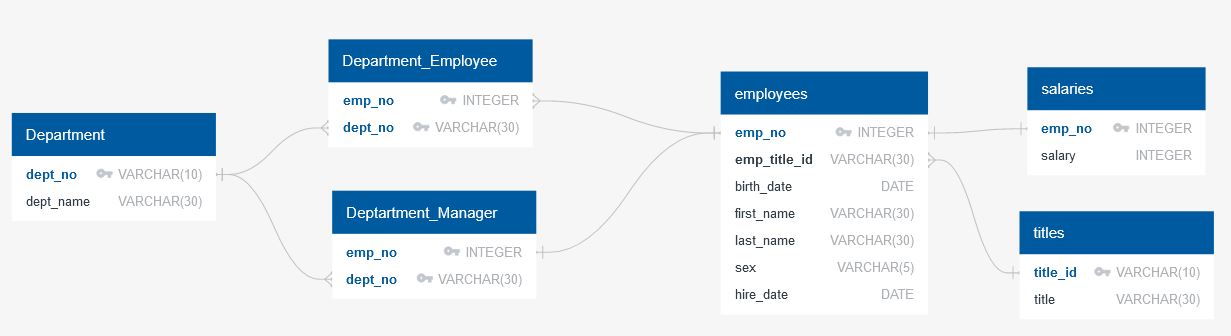 Department
dept_no VARCHAR(10)
dept_name VARCHAR(30)
Department_Employee
emp_no INTEGER
dept_no VARCHAR(30)
Deptartment_Manager
emp_no INTEGER
dept_no VARCHAR(30)
employees
emp_no INTEGER
emp_title_id VARCHAR(30)
birth_date DATE
first_name VARCHAR(30)
last_name VARCHAR(30)
sex VARCHAR(5)
hire_date DATE
salaries
emp_no INTEGER
salary INTEGER
titles
title_id VARCHAR(10)
title VARCHAR(30)